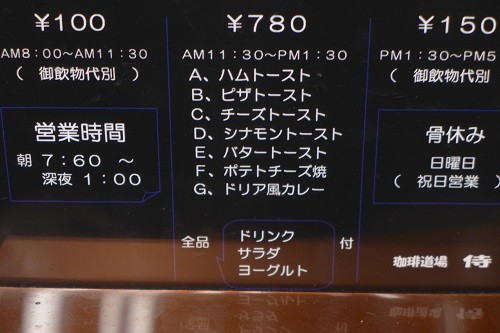 ¥100
AM8:00~AM11:30
( 御飲物代別 )
営業時間
朝 7:60 ~
深夜 1:00
¥780
AM11:30~PM1:30
A、ハムトースト
B、ピザトースト
C、チーズトースト
D、シナモントースト
E、バタートースト
F、ポテトチーズ焼
G、ドリア風カレー
全品
ドリンク
サラダ
ヨーグルト
付
¥150
PM1:30~PM5
( 御飲物代別
骨休み
日曜日
( 祝日営業 )
珈琲道場 侍